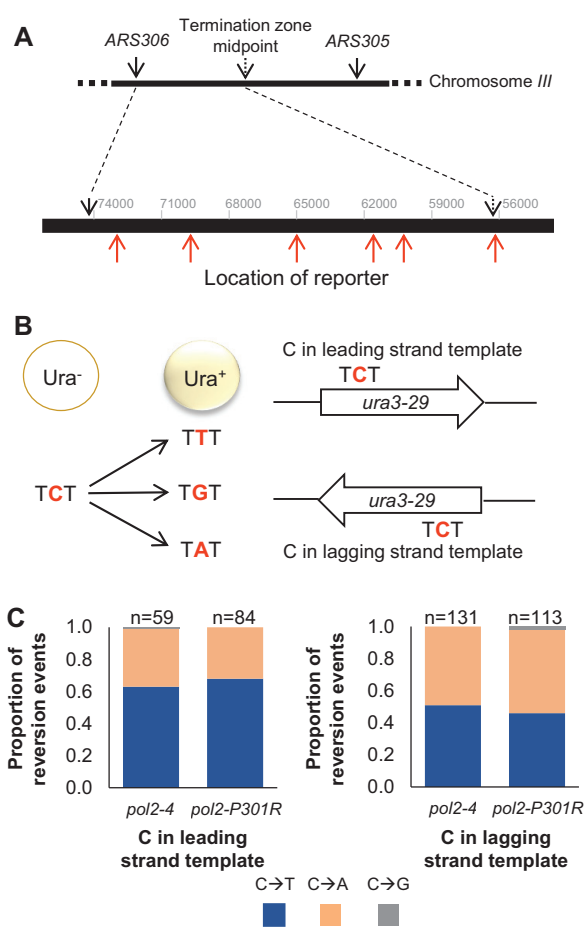 A
ARS306
Termination zone
midpoint
ARS305
Chromosome III
74000 71000 68000 65000 62000 59000 56000
Location of reporter
B
Ura-
Ura+
C in leading strand template
TCT
ura3-29
TTT
TCT
TGT
TAT
ura3-29
TCT
C in lagging strand template
C
n=59 n=84
Proportion of
reversion events
1.0
0.8
0.6
0.4
0.2
0.0
pol2-4 pol2-P301R
C in leading
strand template
n=131 n=113
Proportion of
reversion events
1.0
0.8
0.6
0.4
0.2
0.0
pol2-4 pol2-P301R
C in lagging
strand template
C→T C→A C→G